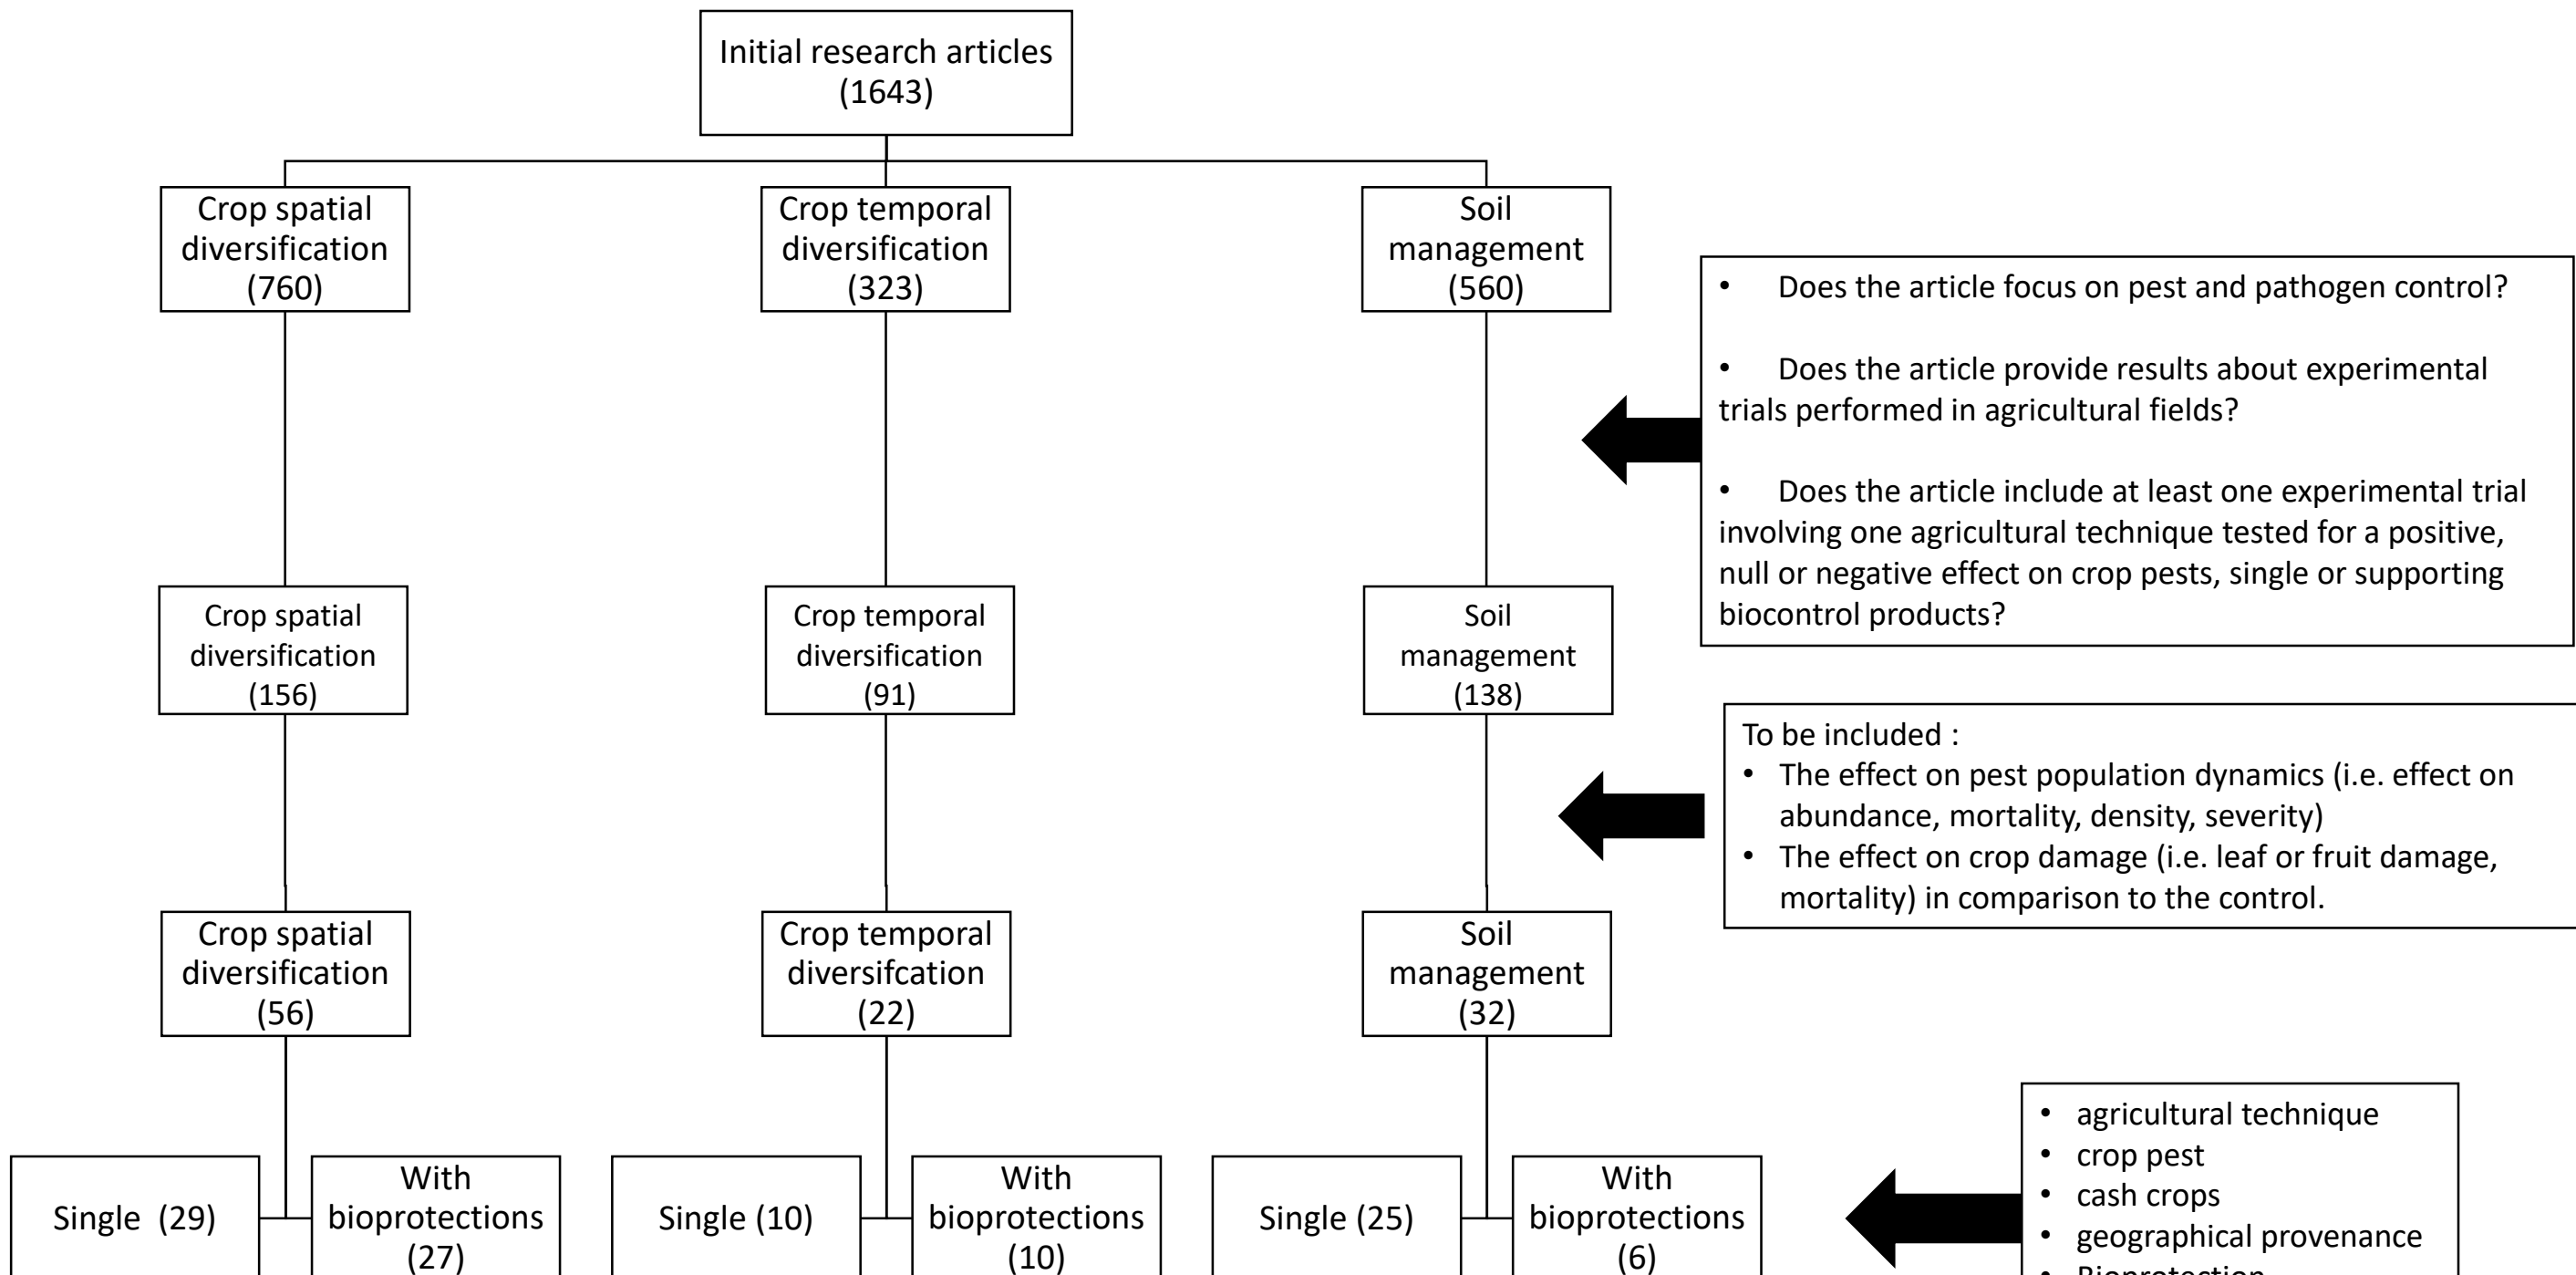 Initial research articles
(1643)
Crop spatial
diversification
(760)
Crop temporal
diversification
(323)
Soil
management
(560)
• Does the article focus on pest and pathogen control?
• Does the article provide results about experimental
trials performed in agricultural fields?
• Does the article include at least one experimental trial
involving one agricultural technique tested for a positive,
null or negative effect on crop pests, single or supporting
biocontrol products?
Crop spatial
diversification
(156)
Crop temporal
diversification
(91)
Soil
management
(138)
To be included :
• The effect on pest population dynamics (i.e. effect on
abundance, mortality, density, severity)
• The effect on crop damage (i.e. leaf or fruit damage,
mortality) in comparison to the control.
Crop spatial
diversification
(56)
Crop temporal
diversifcation
(22)
Soil
management
(32)
Single (29)
With
bioprotections
(27)
Single (10)
With
bioprotections
(10)
Single (25)
With
bioprotections
(6)
• agricultural technique
• crop pest
• cash crops
• geographical provenance
• Bioprotection